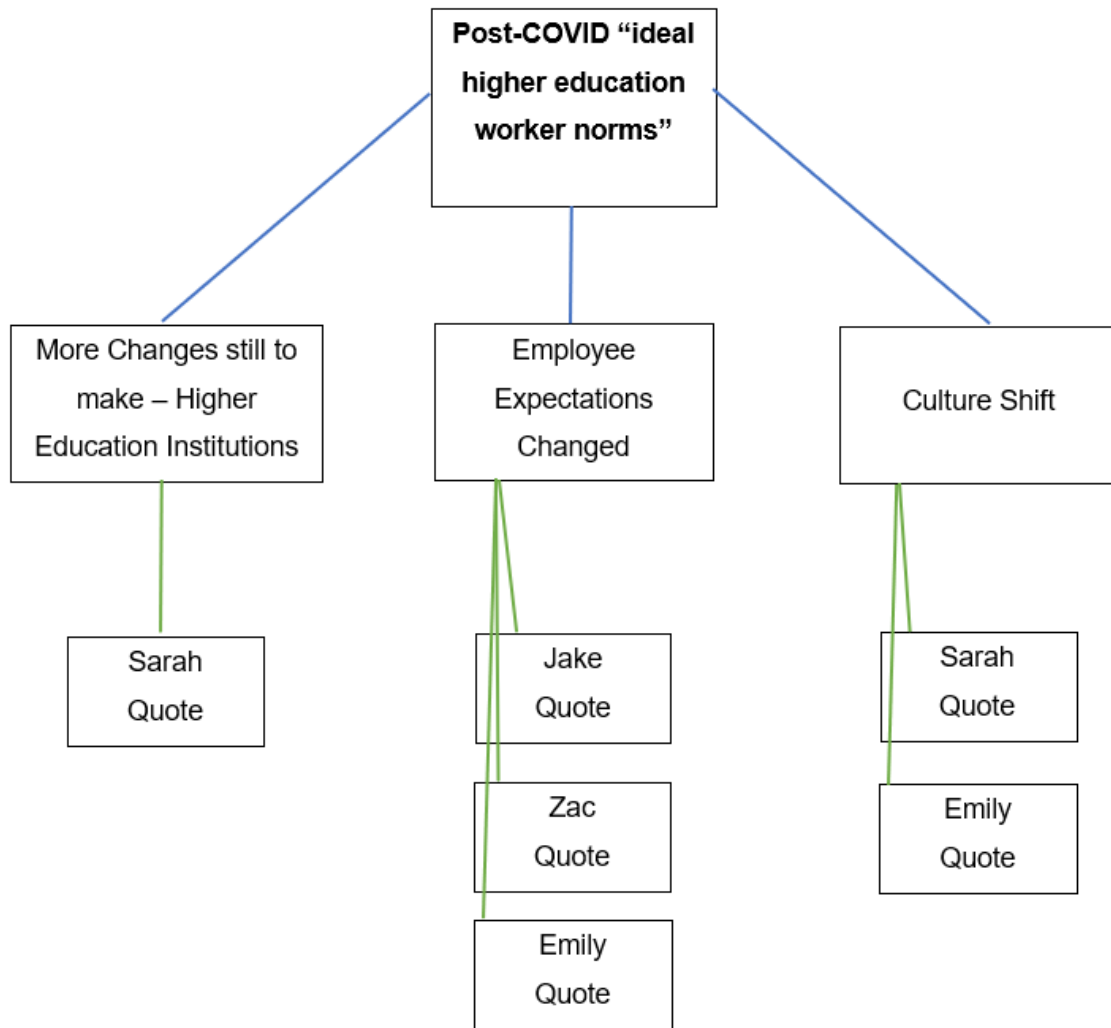 Post-COVID “ideal
higher education
worker norms”
More Changes still to
make – Higher
Education Institutions
Employee
Expectations
Changed
Culture Shift
Sarah
Quote
Jake
Quote
Zac
Quote
Emily
Quote
Sarah
Quote
Emily
Quote